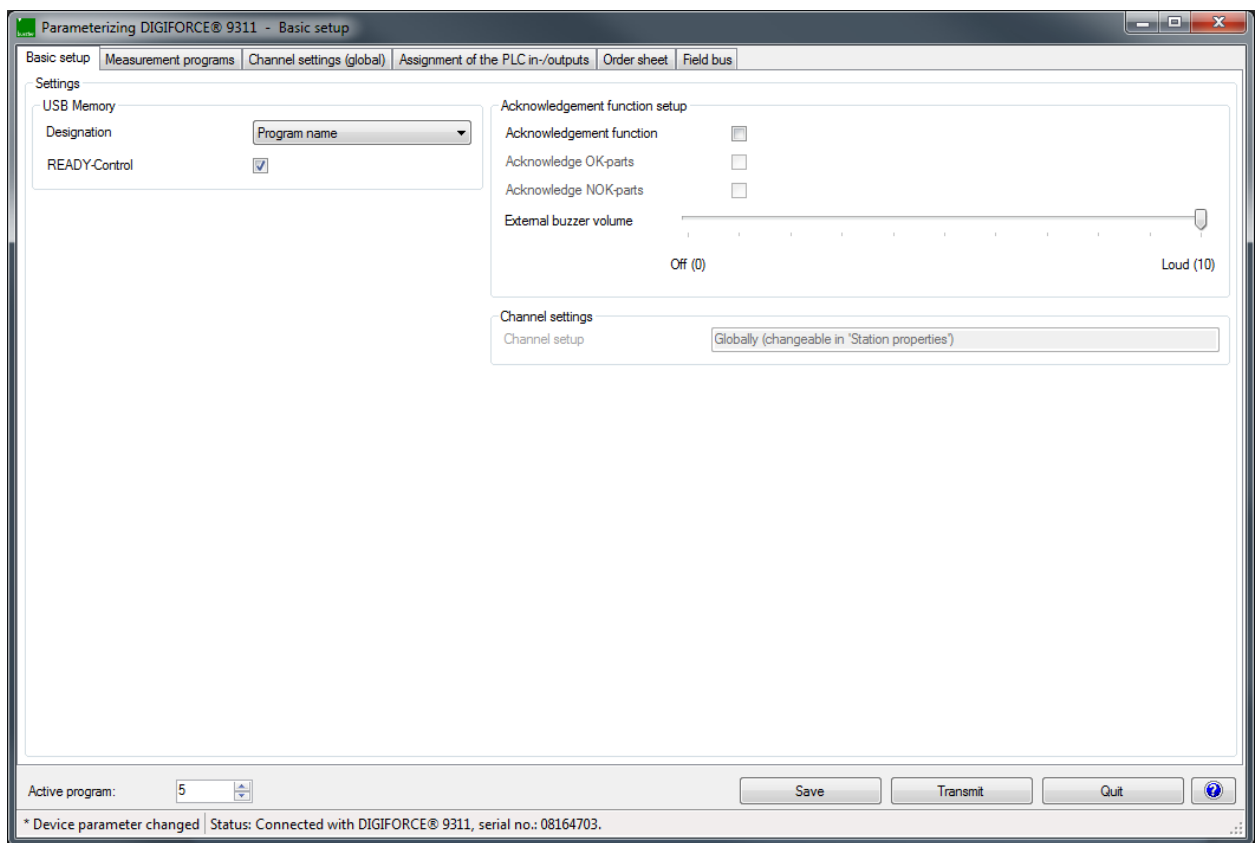 Parameterizing DIGIFORCE® 9311 - Basic setup
Basic setup Measurement programs Channel settings (global) Assignment of the PLC in-/outputs Order sheet Field bus
Settings
USB Memory
Designation Program name
READY-Control
Acknowledgement function setup
Acknowledgement function
Acknowledge OK-parts
Acknowledge NOK-parts
External buzzer volume
Off (0) Loud (10)
Channel settings
Channel setup Globally (changeable in 'Station properties')
Active program: 5 Save Transmit Quit ?
* Device parameter changed Status: Connected with DIGIFORCE® 9311, serial no.: 08164703.